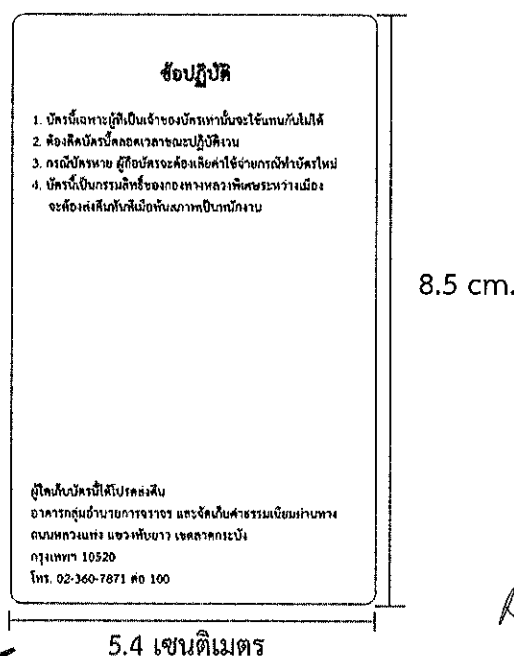 ข้อปฏิบัติ
1. บัตรนี้เฉพาะผู้ที่เป็นเจ้าของบัตรเท่านั้นจะใช้แทนกันไม่ได้
2. ต้องติดบัตรนี้ตลอดเวลาขณะปฏิบัติงาน
3. กรณีบัตรหาย ผู้ถือบัตรจะต้องเสียค่าใช้จ่ายกรณีทำบัตรใหม่
4. บัตรนี้เป็นกรรมสิทธิ์ของกองทางหลวงพิเศษระหว่างเมือง
จะต้องส่งคืนทันทีเมื่อพ้นสภาพเป็นพนักงาน
8.5 cm.
ผู้ใดเก็บบัตรนี้ได้โปรดส่งคืน
อาคารกลุ่มอำนวยการจราจร และจัดเก็บค่าธรรมเนียมผ่านทาง
ถนนหลวงแพ่ง แขวงทับยาว เขตลาดกระบัง
กรุงเทพฯ 10520
โทร. 02-360-7871 ต่อ 100
5.4 เซนติเมตร